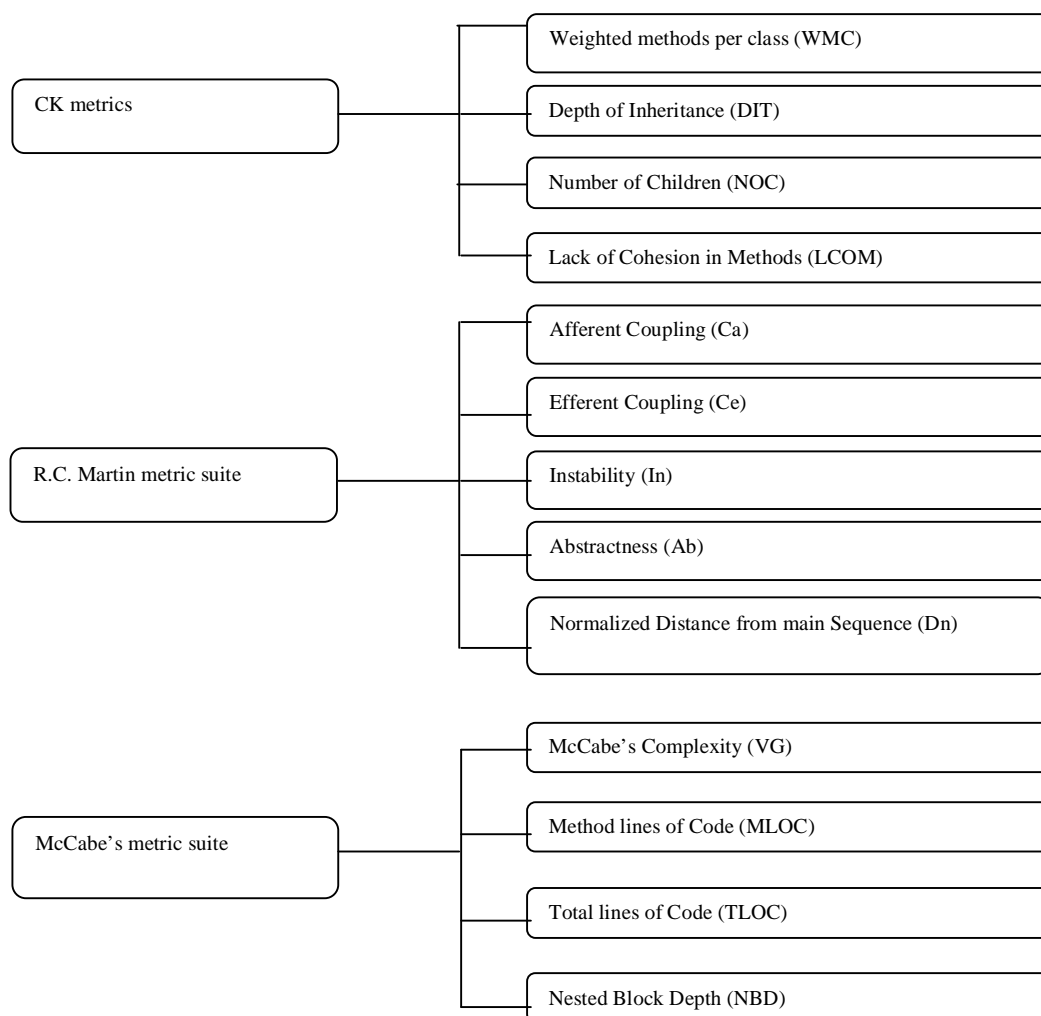 CK metrics
Weighted methods per class (WMC)
Depth of Inheritance (DIT)
Number of Children (NOC)
Lack of Cohesion in Methods (LCOM)
R.C. Martin metric suite
Afferent Coupling (Ca)
Efferent Coupling (Ce)
Instability (In)
Abstractness (Ab)
Normalized Distance from main Sequence (Dn)
McCabe’s metric suite
McCabe’s Complexity (VG)
Method lines of Code (MLOC)
Total lines of Code (TLOC)
Nested Block Depth (NBD)